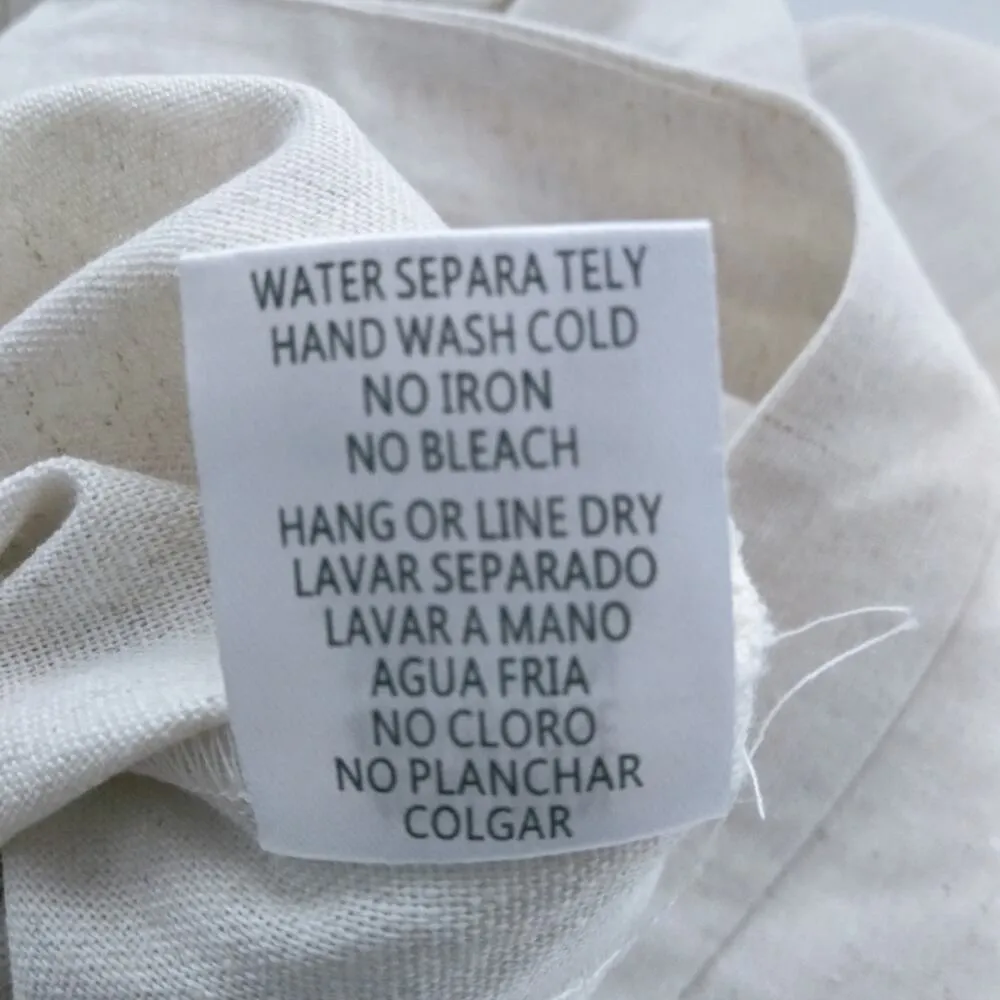 WATER SEPARA TELY
HAND WASH COLD
NO IRON
NO BLEACH
HANG OR LINE DRY
LAVAR SEPARADO
LAVAR A MANO
AGUA FRIA
NO CLORO
NO PLANCHAR
COLGAR